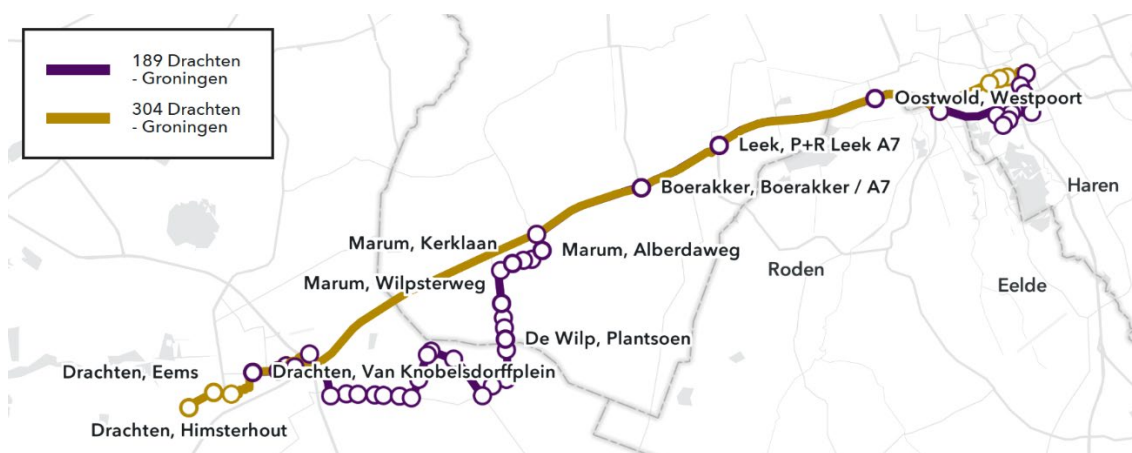 189 Drachten
- Groningen
304 Drachten
- Groningen
Oostwold, Westpoort
Leek, P+R Leek A7
Boerakker, Boerakker / A7
Haren
Marum, Kerklaan
Marum, Alberdaweg
Roden
Marum, Wilpsterweg
Eelde
De Wilp, Plantsoen
Drachten, Eems
Drachten, Van Knobelsdorffplein
Drachten, Himsterhout